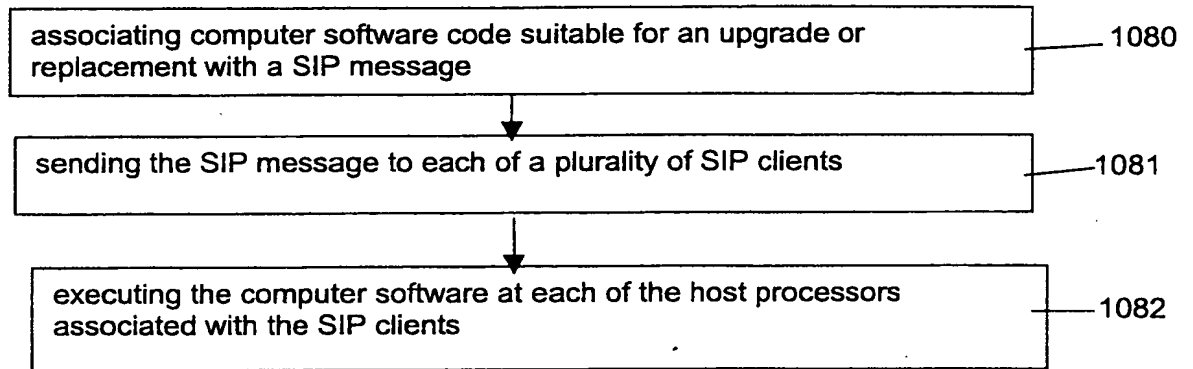 associating computer software code suitable for an upgrade or
replacement with a SIP message
1080
sending the SIP message to each of a plurality of SIP clients
1081
executing the computer software at each of the host processors
associated with the SIP clients
1082